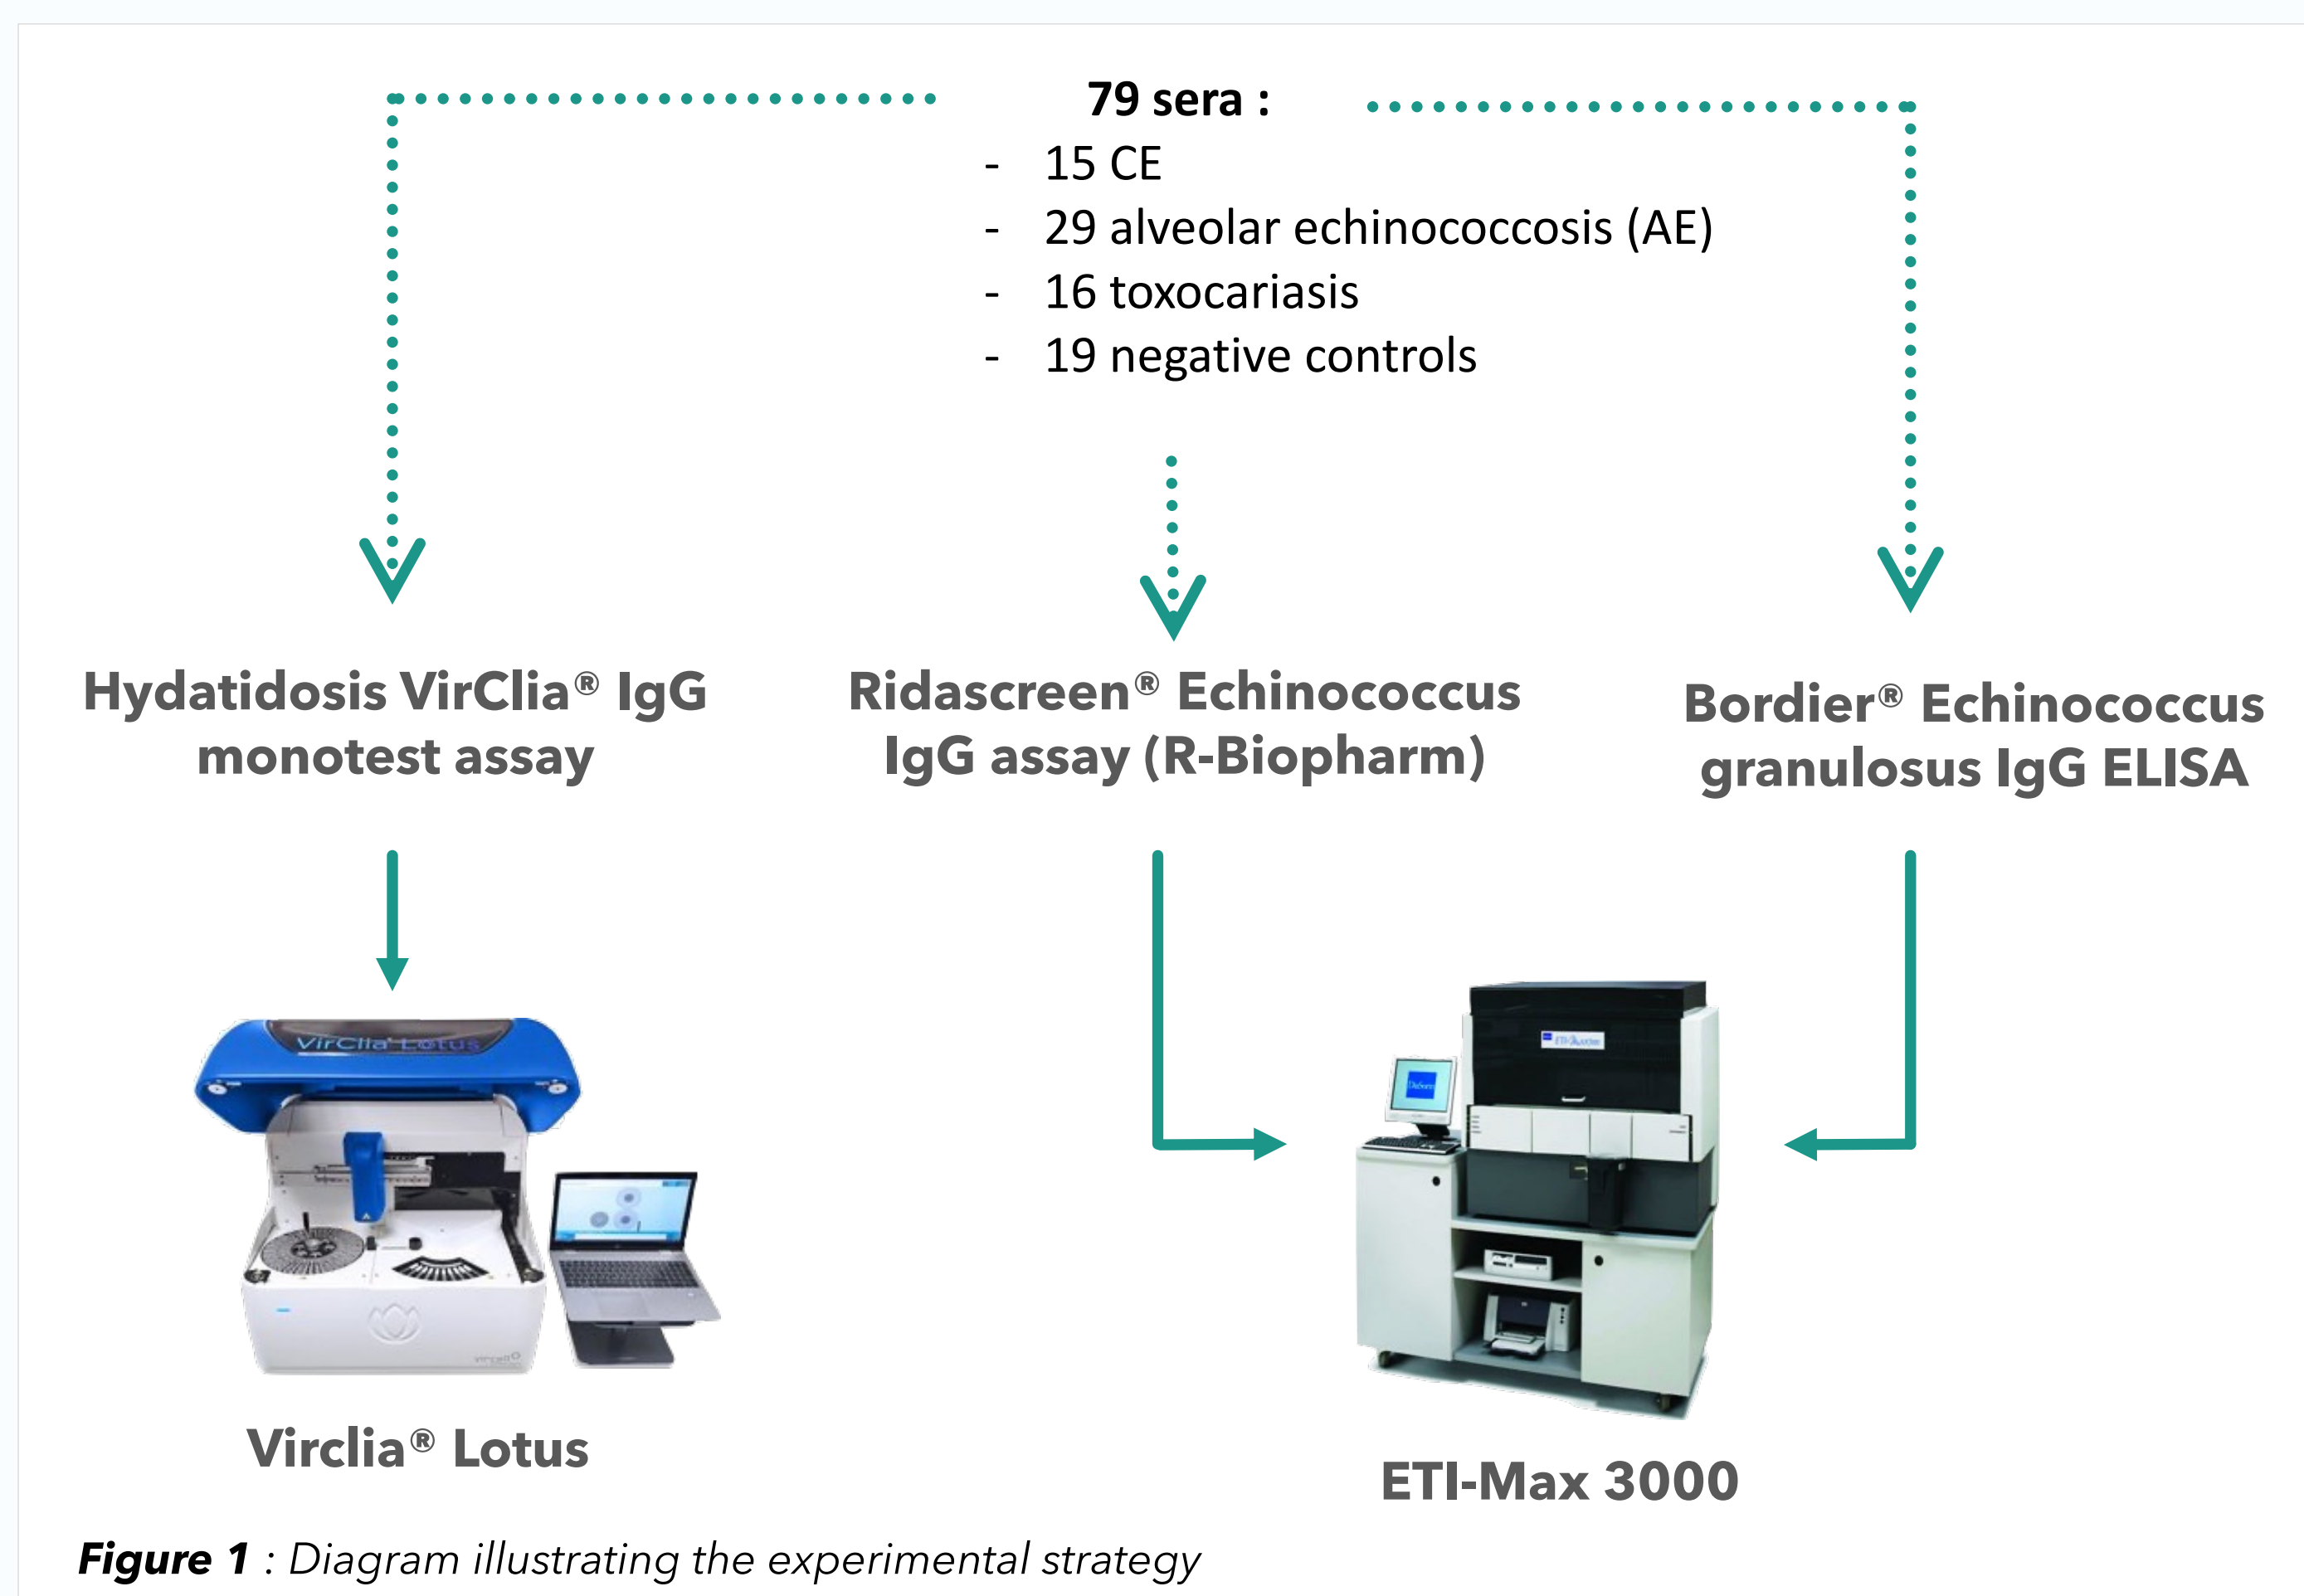 79 sera :
- 15 CE
- 29 alveolar echinococcosis (AE)
- 16 toxocariasis
- 19 negative controls
Hydatidosis VirClia® IgG
monotest assay
Ridascreen® Echinococcus
IgG assay (R-Biopharm)
Bordier® Echinococcus
granulosus IgG ELISA
VirClia Lotus
DiaSorin
vircell
Virclia® Lotus
ETI-Max 3000
Figure 1 : Diagram illustrating the experimental strategy